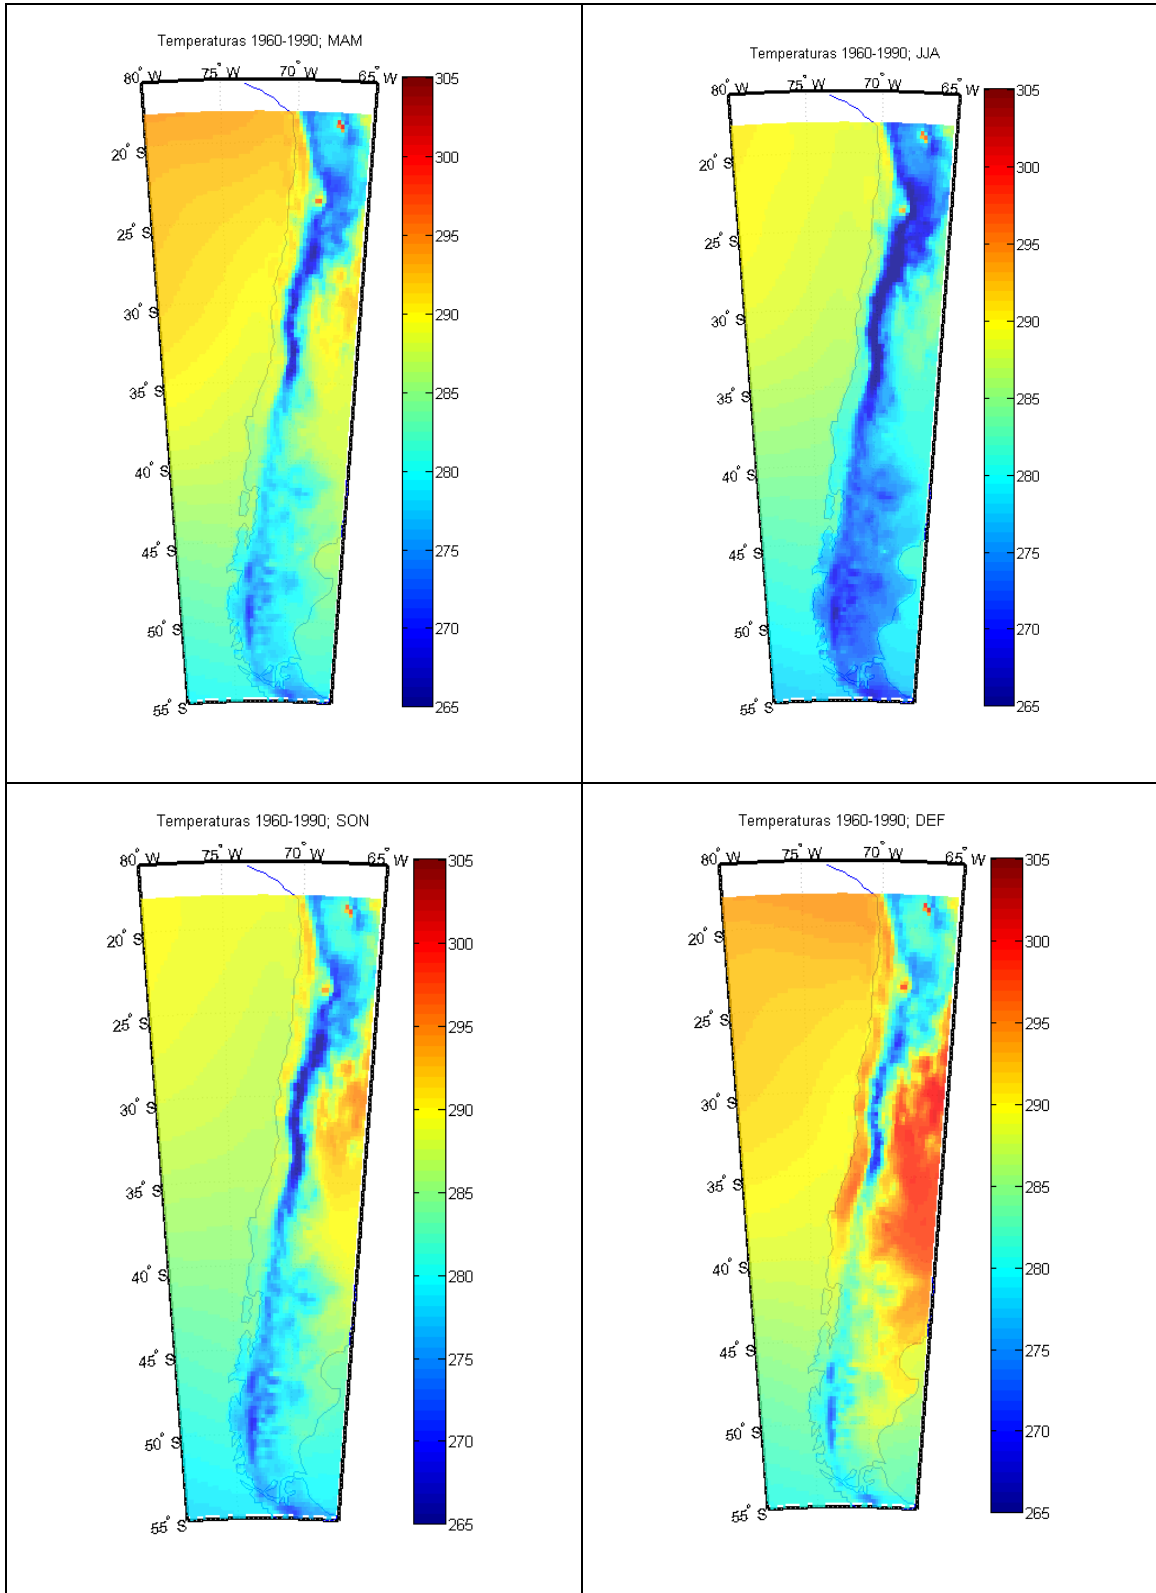 Temperaturas 1960-1990; MAM
80° W 75° W 70° W 65° W
20° S
25° S
30° S
35° S
40° S
45° S
50° S
55° S
305
300
295
290
285
280
275
270
265
Temperaturas 1960-1990; JJA
80° W 75° W 70° W 65° W
20° S
25° S
30° S
35° S
40° S
45° S
50° S
55° S
305
300
295
290
285
280
275
270
265
Temperaturas 1960-1990; SON
80° W 75° W 70° W 65° W
20° S
25° S
30° S
35° S
40° S
45° S
50° S
55° S
305
300
295
290
285
280
275
270
265
Temperaturas 1960-1990; DEF
80° W 75° W 70° W 65° W
20° S
25° S
30° S
35° S
40° S
45° S
50° S
55° S
305
300
295
290
285
280
275
270
265